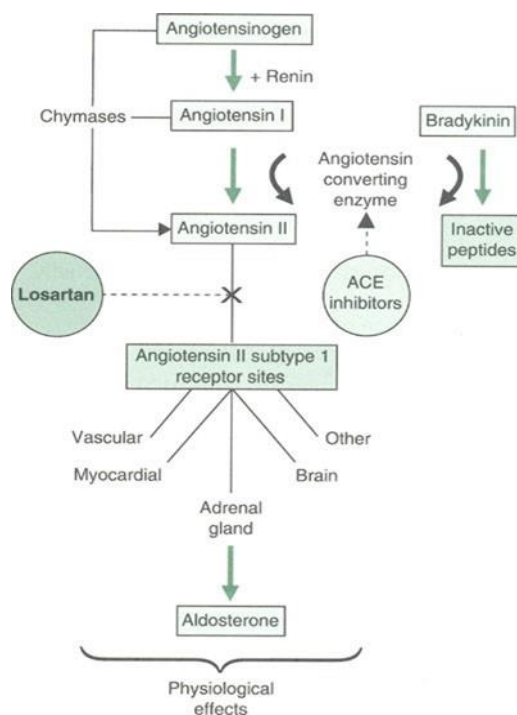 Angiotensinogen
+ Renin
Chymases
Angiotensin I
Bradykinin
Angiotensin
converting
enzyme
Angiotensin II
Inactive
peptides
Losartan
ACE
inhibitors
Angiotensin II subtype 1
receptor sites
Vascular
Other
Myocardial
Brain
Adrenal
gland
Aldosterone
Physiological
effects